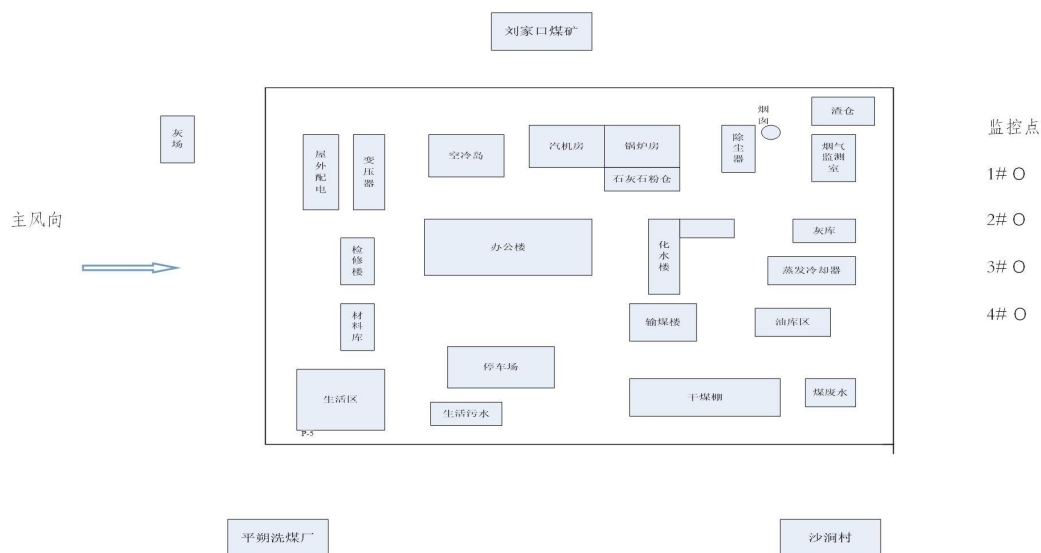 刘家口煤矿
烟囱
渣仓
灰场
监控点
屋外配电
变压器
空冷岛
汽机房
锅炉房
除尘器
烟气监测室
石灰石粉仓
1# O
主风向
2# O
办公楼
化水楼
灰库
检修楼
蒸发冷却器
3# O
材料库
输煤楼
油库区
4# O
停车场
生活区
干煤棚
煤废水
生活污水
P-5
平朔洗煤厂
沙涧村